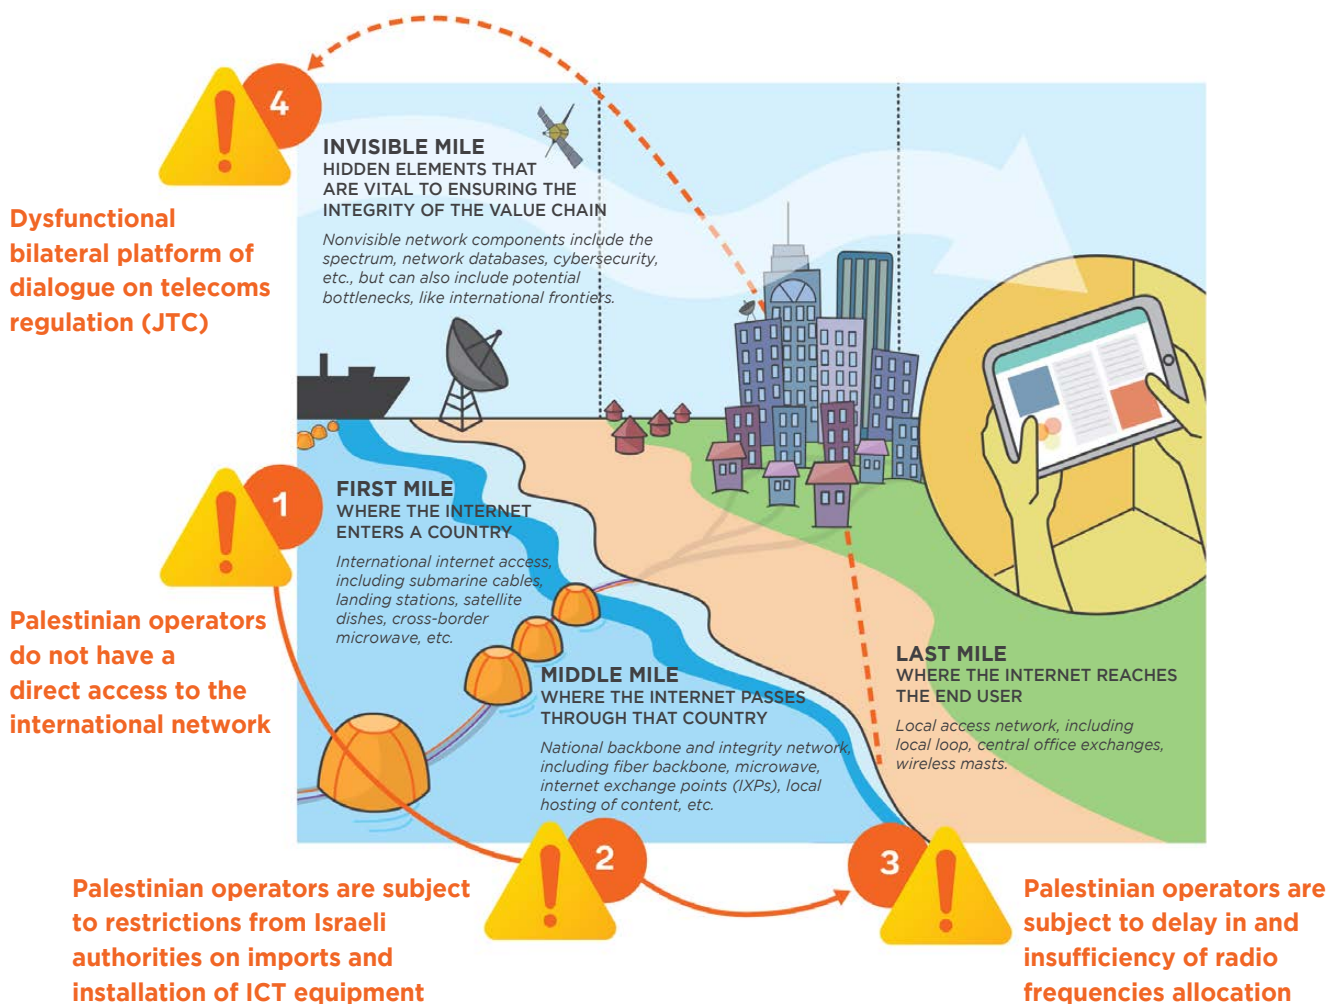 4
INVISIBLE MILE
HIDDEN ELEMENTS THAT
ARE VITAL TO ENSURING THE
INTEGRITY OF THE VALUE CHAIN
Nonvisible network components include the
spectrum, network databases, cybersecurity,
etc., but can also include potential
bottlenecks, like international frontiers.
Dysfunctional
bilateral platform of
dialogue on telecoms
regulation (JTC)
1
FIRST MILE
WHERE THE INTERNET
ENTERS A COUNTRY
International internet access,
including submarine cables,
landing stations, satellite
dishes, cross-border
microwave, etc.
Palestinian operators
do not have a
direct access to the
international network
MIDDLE MILE
WHERE THE INTERNET PASSES
THROUGH THAT COUNTRY
National backbone and integrity network,
including fiber backbone, microwave,
internet exchange points (IXPs), local
hosting of content, etc.
LAST MILE
WHERE THE INTERNET REACHES
THE END USER
Local access network, including
local loop, central office exchanges,
wireless masts.
2
3
Palestinian operators are subject
to restrictions from Israeli
authorities on imports and
installation of ICT equipment
Palestinian operators are
subject to delay in and
insufficiency of radio
frequencies allocation